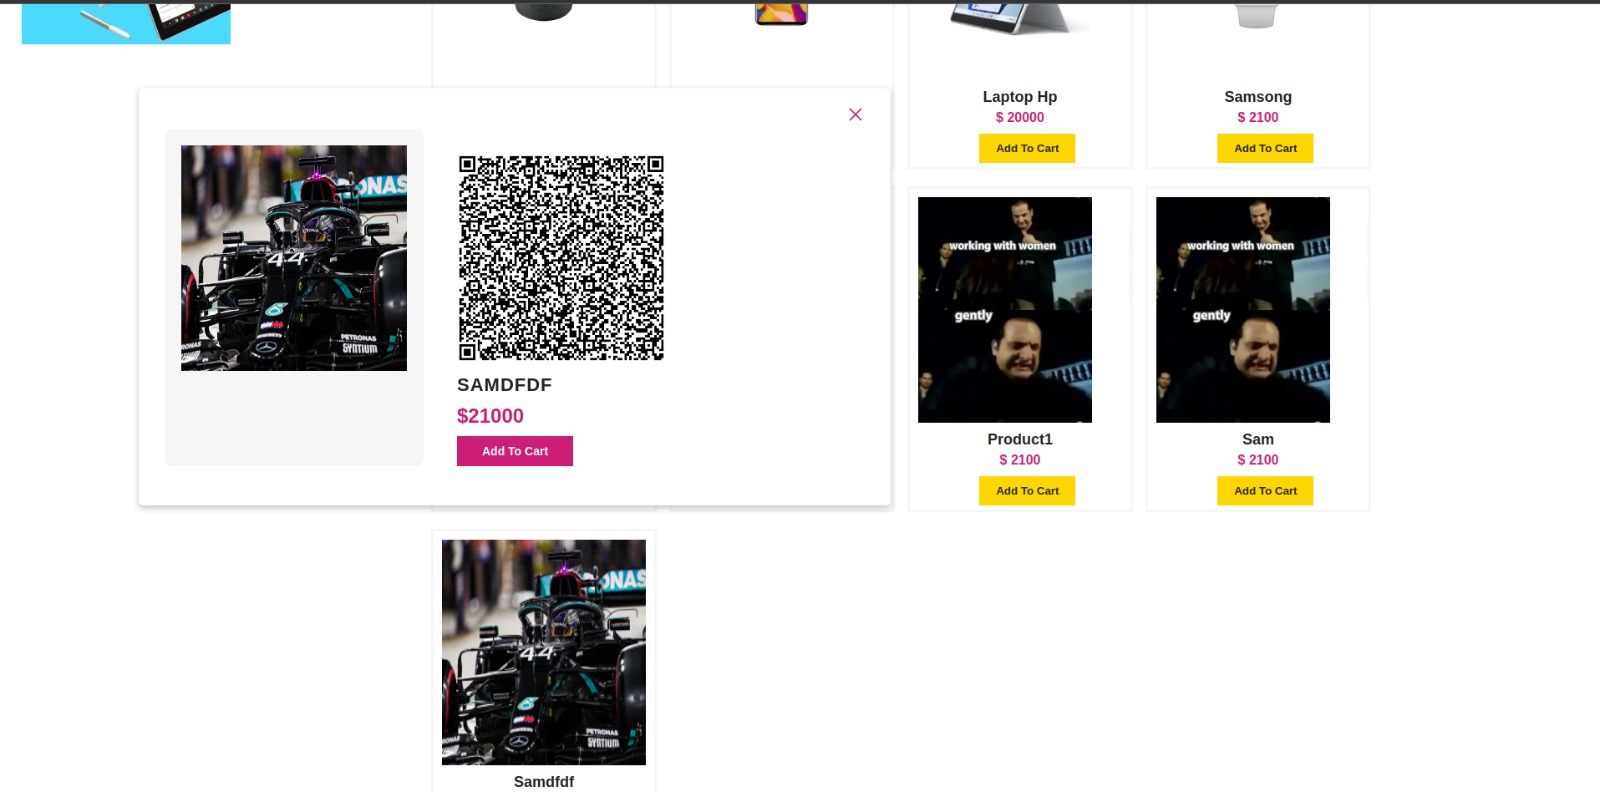 Laptop Hp
$ 20000
Add To Cart
Samsong
$ 2100
Add To Cart
ONAS
44
PETRONAS
SYNTIUM
SAMDFDF
$21000
Add To Cart
working with women
gently
Product1
$ 2100
Add To Cart
working with women
gently
Sam
$ 2100
Add To Cart
ONAS
44
PETRONAS
SYNTIUM
Samdfdf